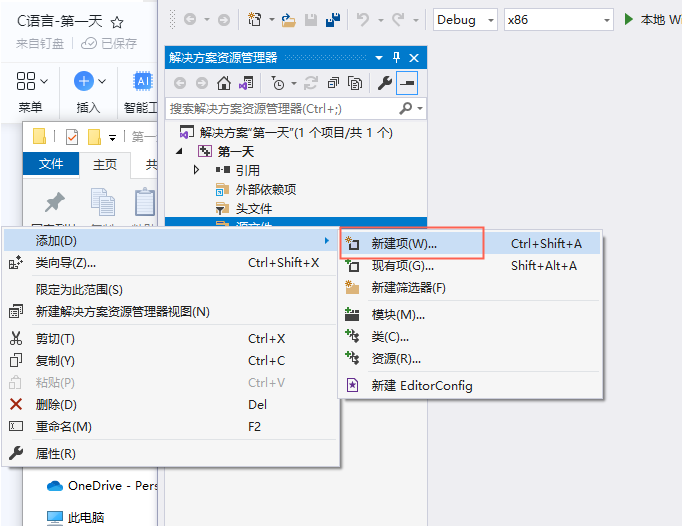 C语言-第一天
来自钉盘 已保存
菜单 插入 智能工
第一
文件 主页 共
Debug x86 本地 Wi
解决方案资源管理器
搜索解决方案资源管理器(Ctrl+;)
解决方案“第一天”(1 个项目/共 1 个)
第一天
引用
外部依赖项
头文件
源文件
添加(D)
类向导(Z)... Ctrl+Shift+X
限定为此范围(S)
新建解决方案资源管理器视图(N)
剪切(T) Ctrl+X
复制(Y) Ctrl+C
粘贴(P) Ctrl+V
删除(D) Del
重命名(M) F2
属性(R)
新建项(W)... Ctrl+Shift+A
现有项(G)... Shift+Alt+A
新建筛选器(F)
模块(M)...
类(C)...
资源(R)...
新建 EditorConfig
OneDrive - Pers
此电脑